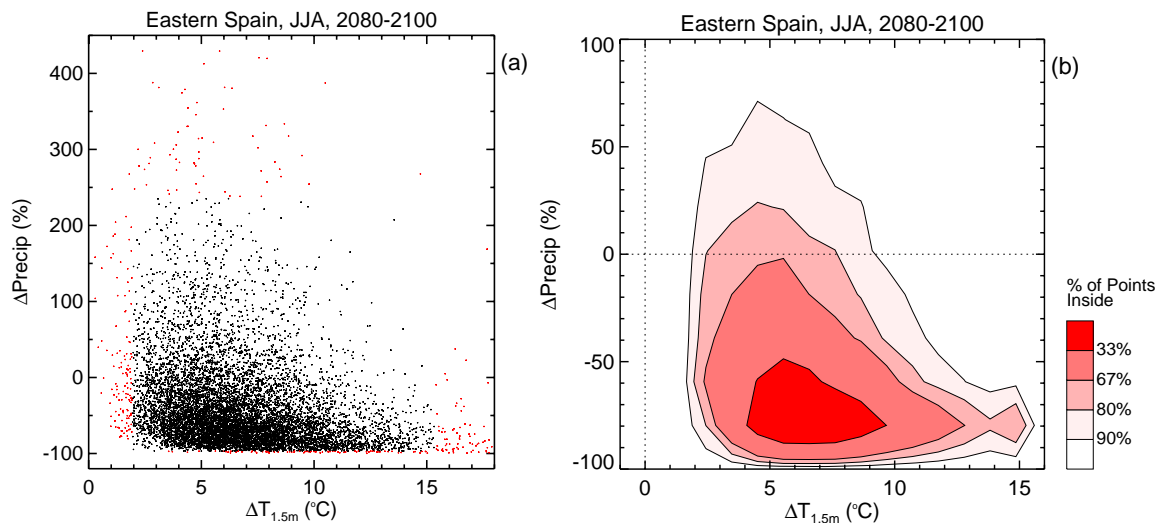 Eastern Spain, JJA, 2080-2100
(a)
ΔPrecip (%)
400
300
200
100
0
-100
0
5
10
15
ΔT1.5m (°C)
Eastern Spain, JJA, 2080-2100
(b)
ΔPrecip (%)
100
50
0
-50
-100
0
5
10
15
ΔT1.5m (°C)
% of Points
Inside
33%
67%
80%
90%